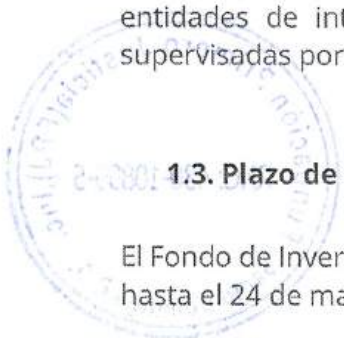 entidades de int
supervisadas por
1.3. Plazo de
El Fondo de Inver
hasta el 24 de ma